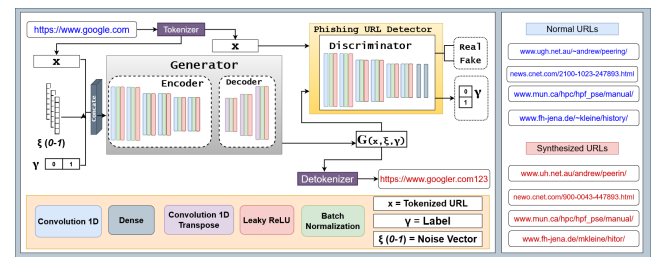 https://www.google.com
Tokenizer
x
x
Phishing URL Detector
Discriminator
Real
Fake
0
1
γ
Generator
Encoder
Decoder
Concate
ξ (0-1)
γ
0 1
G(x,ξ,γ)
Detokenizer
https://www.googler.com123
Convolution 1D
Dense
Convolution 1D
Transpose
Leaky ReLU
Batch
Normalization
x = Tokenized URL
γ = Label
ξ (0-1) = Noise Vector
Normal URLs
www.ugh.net.au/~andrew/peering/
news.cnet.com/2100-1023-247893.html
www.mun.ca/hpc/hpf_pse/manual/
www.fh-jena.de/~kleine/history/
Synthesized URLs
www.uh.net.au/andrew/peerin/
newo.cnet.com/900-0043-447893.html
www.mun.ca/hpc/hpf_pse/manual/
www.fh-jena.de/mkleine/hitor/